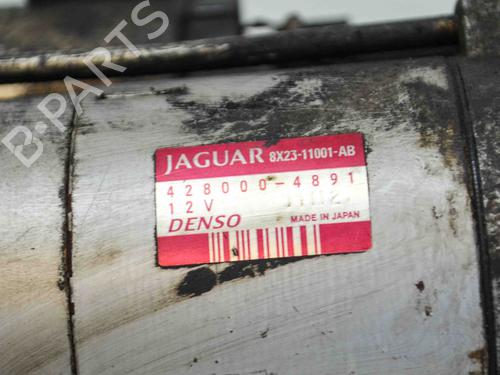 JAGUAR 8X23-11001-AB
428000-4891
12V
DENSO MADE IN JAPAN
B-Parts